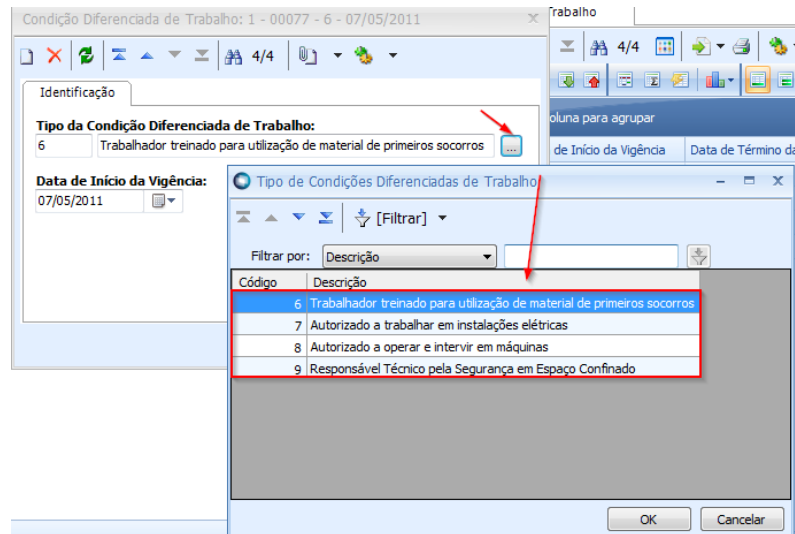 Condição Diferenciada de Trabalho: 1 - 00077 - 6 - 07/05/2011
Trabalho
4/4
4/4
Identificação
oluna para agrupar
Tipo da Condição Diferenciada de Trabalho:
6 Trabalhador treinado para utilização de material de primeiros socorros ...
de Início da Vigência Data de Término da
Data de Início da Vigência:
07/05/2011
Tipo de Condições Diferenciadas de Trabalho
[Filtrar]
Filtrar por: Descrição
Código Descrição
6 Trabalhador treinado para utilização de material de primeiros socorros
7 Autorizado a trabalhar em instalações elétricas
8 Autorizado a operar e intervir em máquinas
9 Responsável Técnico pela Segurança em Espaço Confinado
OK Cancelar